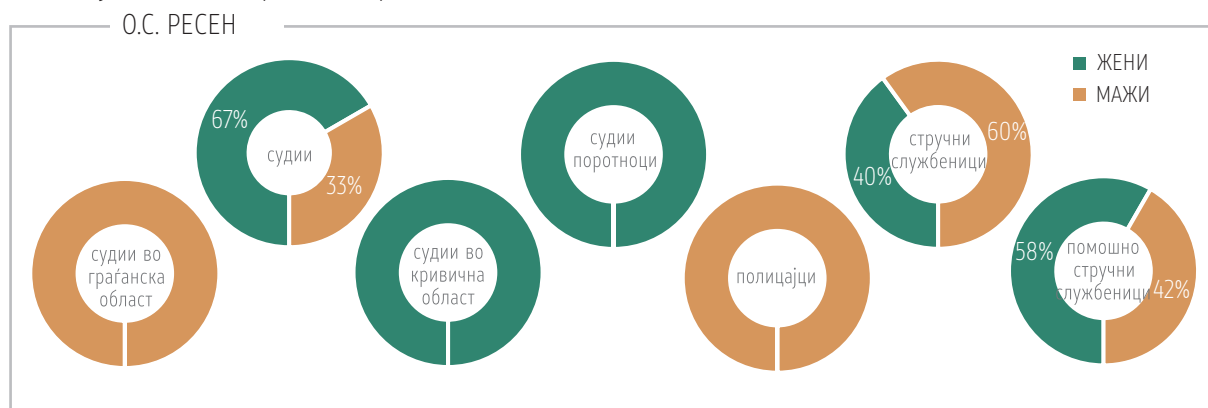 О.С. РЕСЕН
ЖЕНИ
МАЖИ
67%
судии
33%
судии
поротноци
60%
стручни
службеници
40%
судии во
граѓанска
област
судии во
кривична
област
полицајци
58%
помошно
стручни
службеници
42%